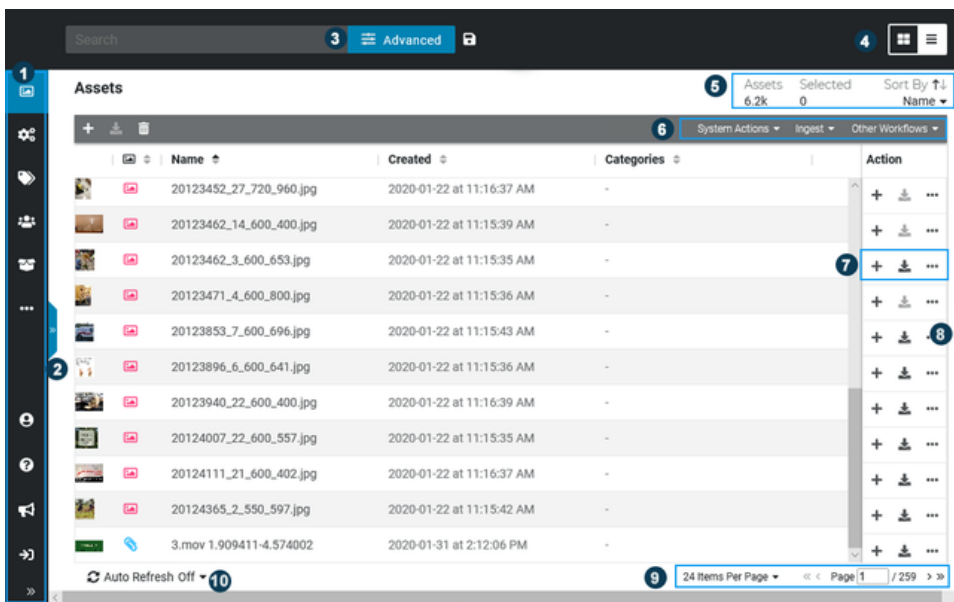 Search 3 Advanced 4
1
Assets 5 Assets Selected Sort By
6.2k 0 Name
6 System Actions Ingest Other Workflows
Name Created Categories Action
20123452_27_720_960.jpg 2020-01-22 at 11:16:37 AM -
20123462_14_600_400.jpg 2020-01-22 at 11:15:39 AM -
20123462_3_600_653.jpg 2020-01-22 at 11:15:35 AM - 7
20123471_4_600_800.jpg 2020-01-22 at 11:15:36 AM -
20123853_7_600_696.jpg 2020-01-22 at 11:15:43 AM - 8
2 20123896_6_600_641.jpg 2020-01-22 at 11:15:36 AM -
20123940_22_600_400.jpg 2020-01-22 at 11:16:39 AM -
20124007_22_600_557.jpg 2020-01-22 at 11:15:35 AM -
20124111_21_600_402.jpg 2020-01-22 at 11:16:37 AM -
20124365_2_550_597.jpg 2020-01-22 at 11:15:42 AM -
3.mov 1.909411-4.574002 2020-01-31 at 2:12:06 PM -
Auto Refresh Off 10 9 24 Items Per Page « < Page 1 / 259 > »